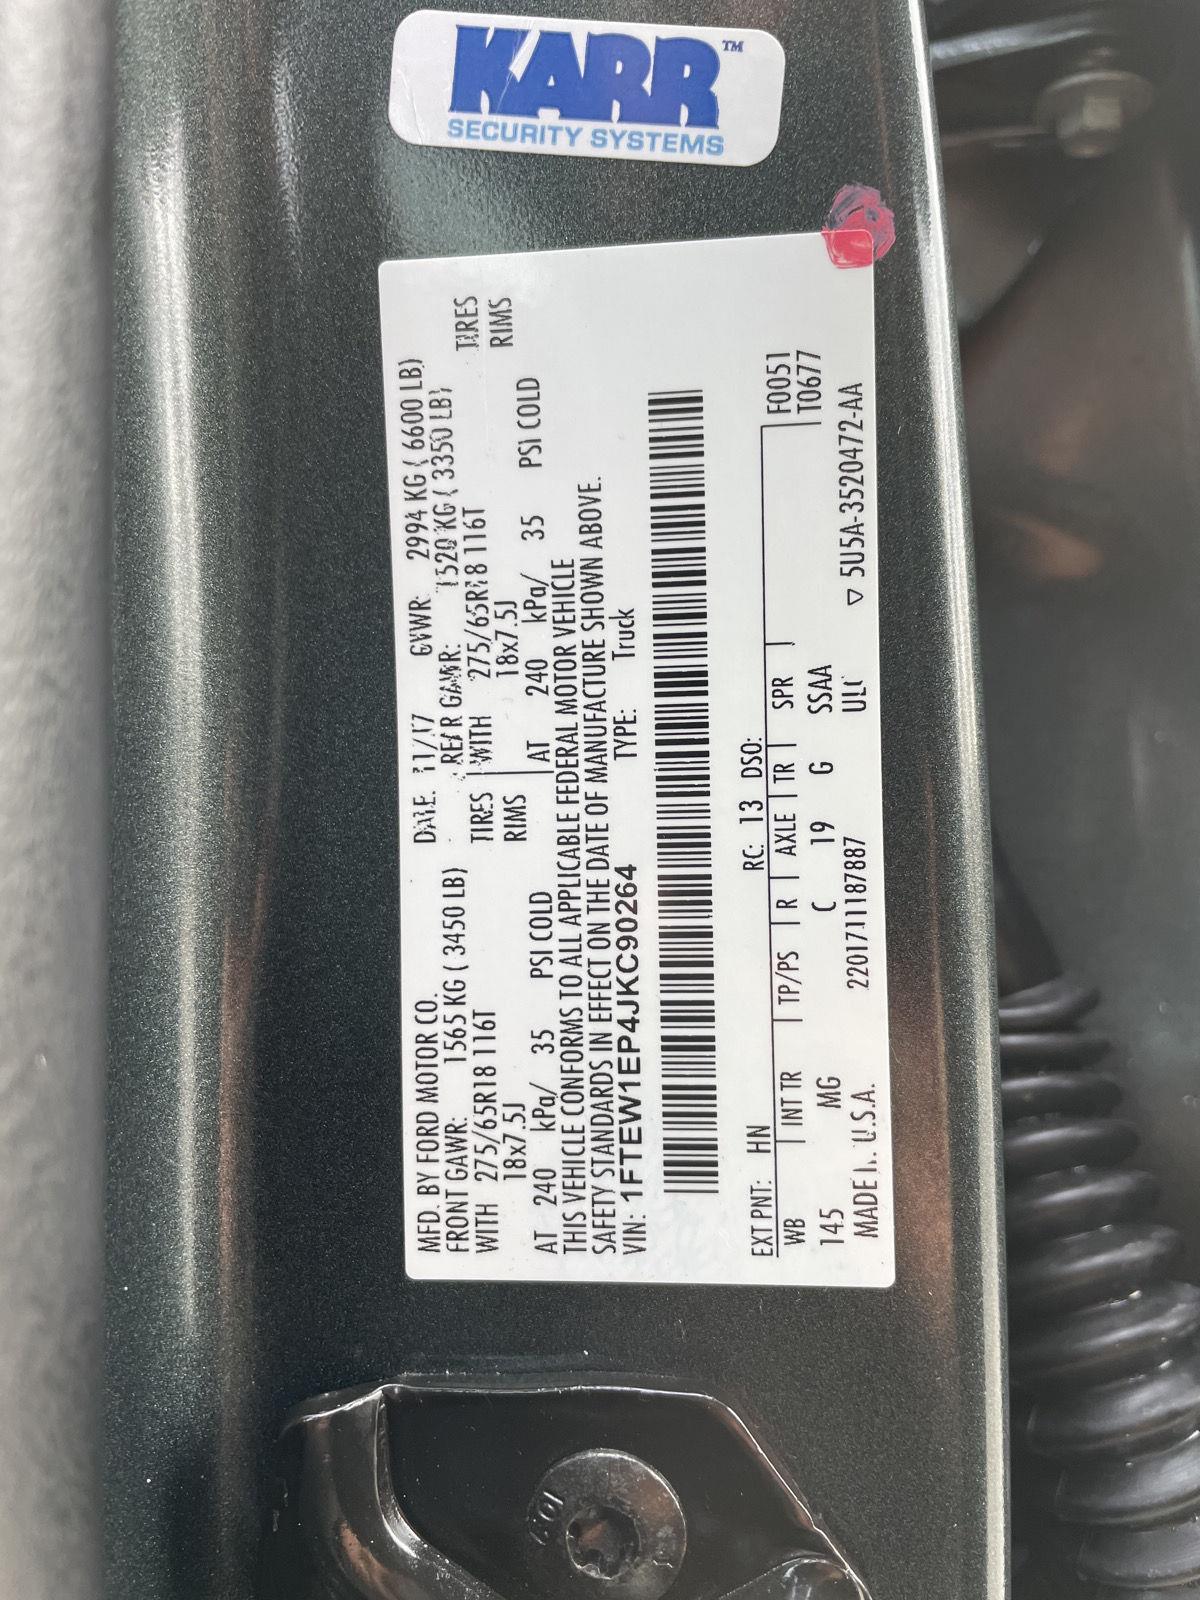 KARR™
SECURITY SYSTEMS
MFD. BY FORD MOTOR CO.
DATE: 11/17 GVWR: 2994 KG ( 6600 LB)
FRONT GAWR: 1565 KG ( 3450 LB)
REAR GAWR: 1520 KG ( 3350 LB)
WITH 275/65R18 116T TIRES
WITH 275/65R18 116T TIRES
18x7.5J RIMS
18x7.5J RIMS
AT 240 kPa/ 35 PSI COLD
AT 240 kPa/ 35 PSI COLD
THIS VEHICLE CONFORMS TO ALL APPLICABLE FEDERAL MOTOR VEHICLE
SAFETY STANDARDS IN EFFECT ON THE DATE OF MANUFACTURE SHOWN ABOVE.
VIN: 1FTEW1EP4JKC90264 TYPE: Truck
EXT PNT: HN RC: 13 DSO: F0051
WB INT TR TP/PS R AXLE TR SPR T0677
145 MG C 19 G SSAA
MADE IN U.S.A. 2201711187887 ULC ▽ 5U5A-3520472-AA